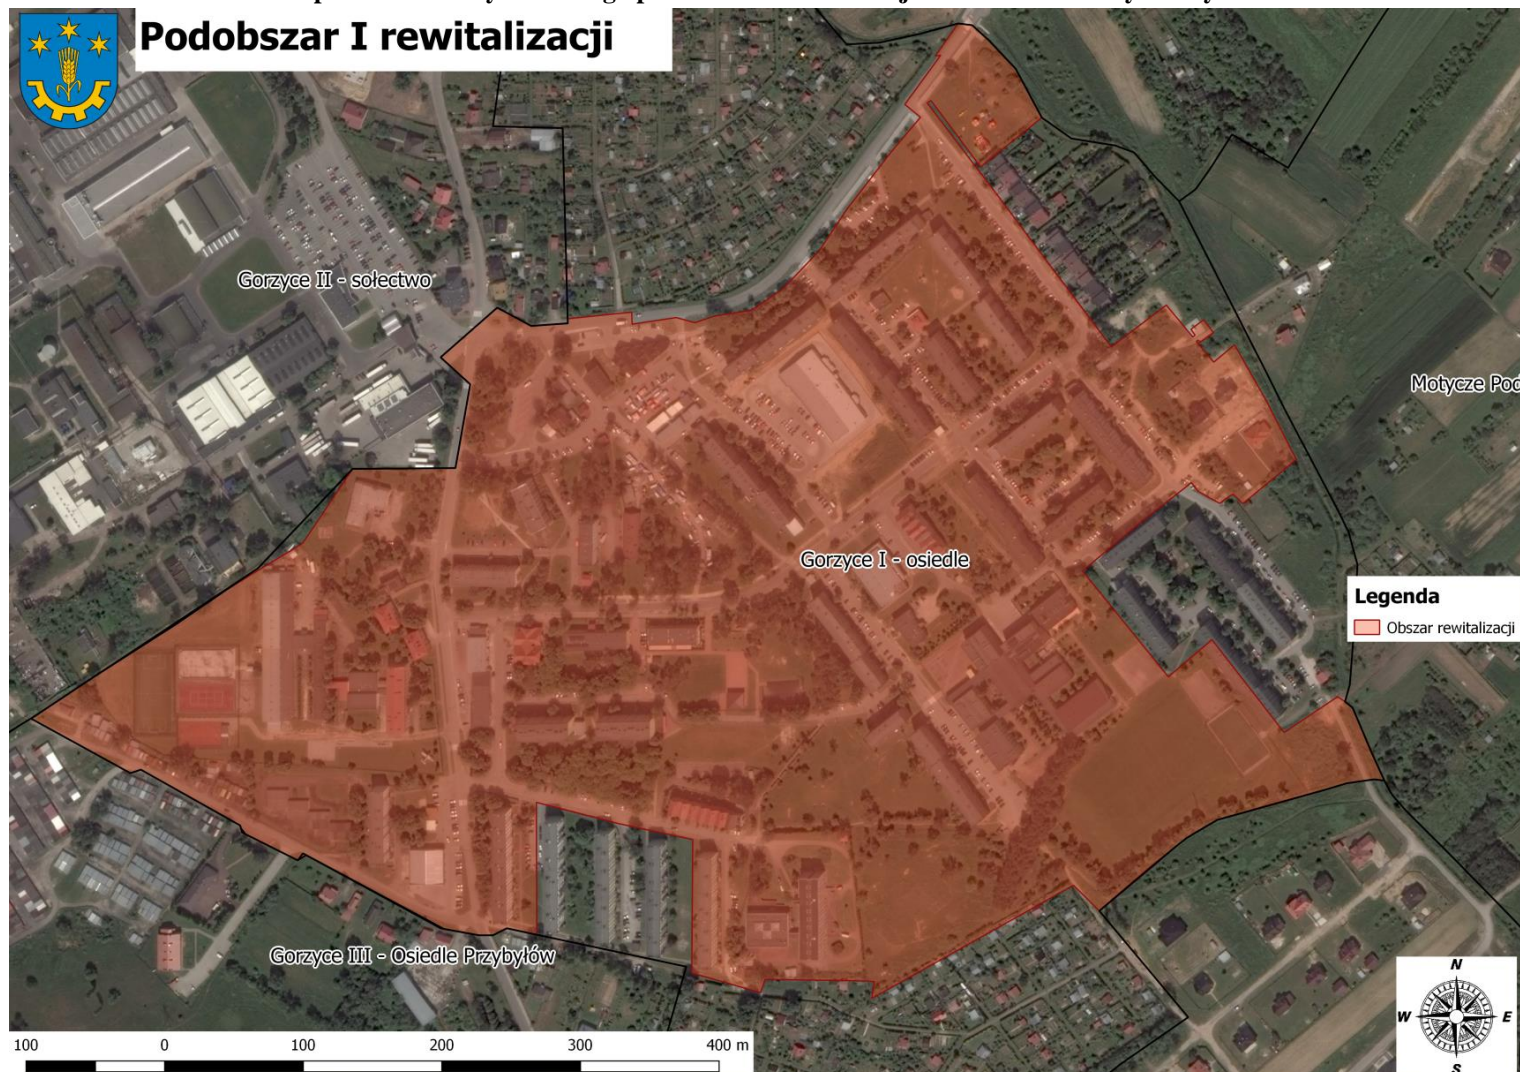 Podobszar I rewitalizacji
Gorzyce II - sołectwo
Motycze Pod
Gorzyce I - osiedle
Legenda
Obszar rewitalizacji
Gorzyce III - Osiedle Przybyłów
N
W E
S
100 0 100 200 300 400 m